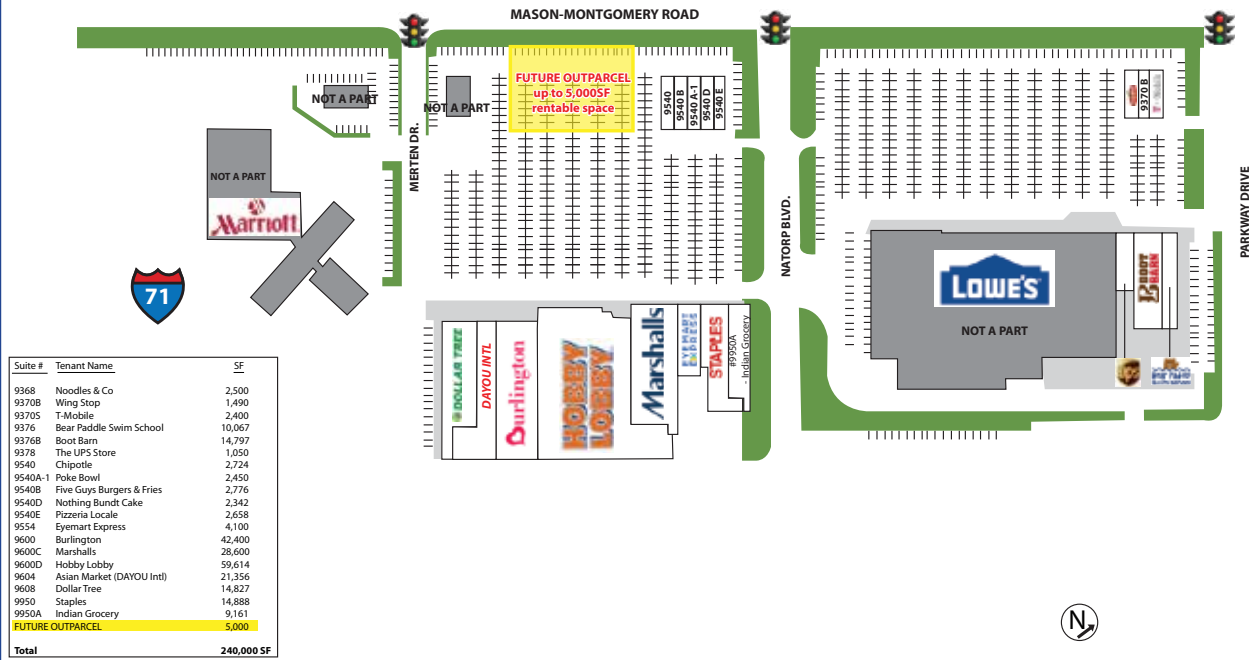 MASON-MONTGOMERY ROAD
FUTURE OUTPARCEL
up to 5,000SF
rentable space
NOT A PART
NOT A PART
9540
9540 B
9540 A-1
9540 D
9540 E
9370 B
MERTEN DR.
NATORP BLVD.
PARKWAY DRIVE
NOT A PART
Marriott
71
LOWE'S
NOT A PART
BOOT
BARN
DOLLAR TREE
DAYOU INTL
Burlington
HOBBY
LOBBY
Marshalls
EYEMART
EXPRESS
STAPLES
#9950A
- Indian Grocery
Suite # Tenant Name SF
9368 Noodles & Co 2,500
9370B Wing Stop 1,490
9370S T-Mobile 2,400
9376 Bear Paddle Swim School 10,067
9376B Boot Barn 14,797
9378 The UPS Store 1,050
9540 Chipotle 2,724
9540A-1 Poke Bowl 2,450
9540B Five Guys Burgers & Fries 2,776
9540D Nothing Bundt Cake 2,342
9540E Pizzeria Locale 2,658
9554 Eyemart Express 4,100
9600 Burlington 42,400
9600C Marshalls 28,600
9600D Hobby Lobby 59,614
9604 Asian Market (DAYOU Intl) 21,356
9608 Dollar Tree 14,827
9950 Staples 14,888
9950A Indian Grocery 9,161
FUTURE OUTPARCEL 5,000
Total 240,000 SF
N